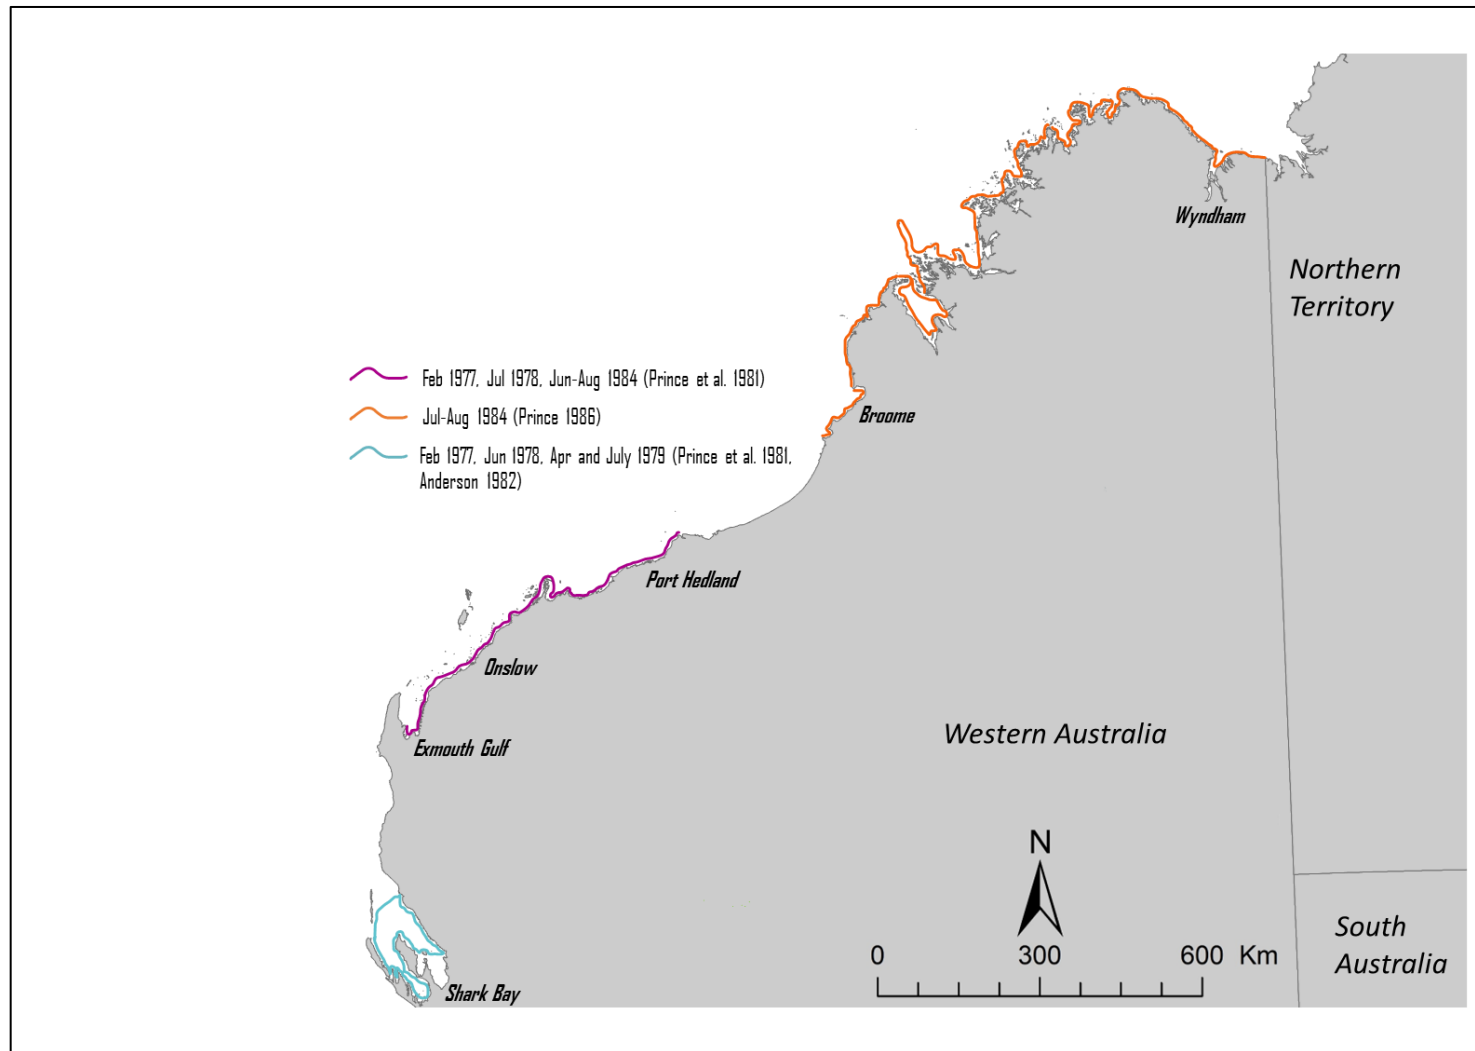 Wyndham
Northern
Territory
Feb 1977, Jul 1978, Jun-Aug 1984 (Prince et al. 1981)
Jul-Aug 1984 (Prince 1986)
Feb 1977, Jun 1978, Apr and July 1979 (Prince et al. 1981,
Anderson 1982)
Broome
Port Hedland
Onslow
Exmouth Gulf
Western Australia
N
0 300 600 Km
South
Australia
Shark Bay